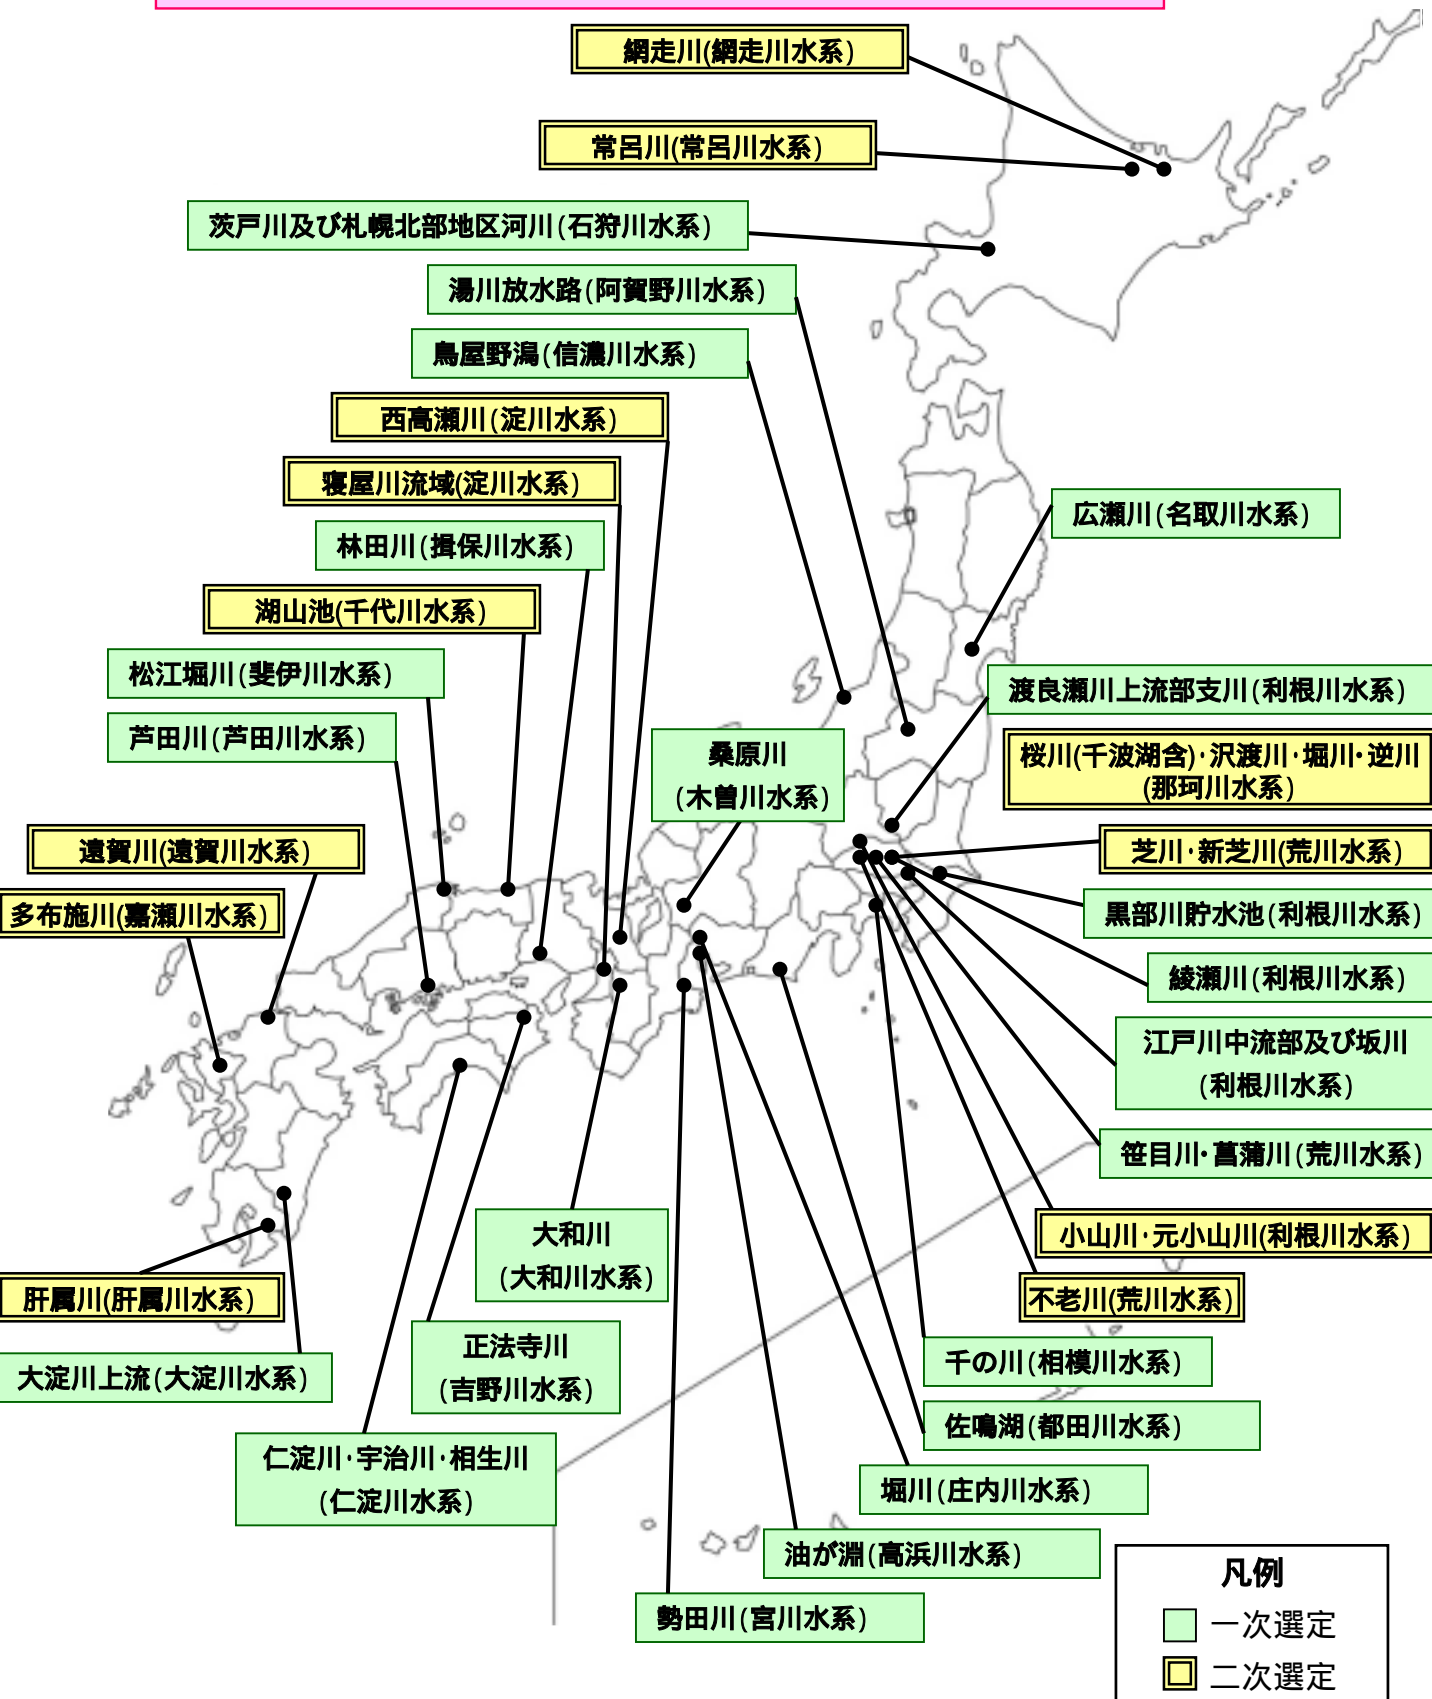 網走川(網走川水系)
常呂川(常呂川水系)
茨戸川及び札幌北部地区河川(石狩川水系)
湯川放水路(阿賀野川水系)
鳥屋野潟(信濃川水系)
西高瀬川(淀川水系)
寝屋川流域(淀川水系)
広瀬川(名取川水系)
林田川(揖保川水系)
湖山池(千代川水系)
松江堀川(斐伊川水系)
渡良瀬川上流部支川(利根川水系)
芦田川(芦田川水系)
桑原川
(木曽川水系)
桜川(千波湖含)・沢渡川・堀川・逆川
(那珂川水系)
遠賀川(遠賀川水系)
芝川・新芝川(荒川水系)
多布施川(嘉瀬川水系)
黒部川貯水池(利根川水系)
綾瀬川(利根川水系)
江戸川中流部及び坂川
(利根川水系)
笹目川・菖蒲川(荒川水系)
大和川
(大和川水系)
小山川・元小山川(利根川水系)
肝属川(肝属川水系)
不老川(荒川水系)
正法寺川
(吉野川水系)
千の川(相模川水系)
大淀川上流(大淀川水系)
佐鳴湖(都田川水系)
仁淀川・宇治川・相生川
(仁淀川水系)
堀川(庄内川水系)
油が淵(高浜川水系)
勢田川(宮川水系)
凡例
一次選定
二次選定